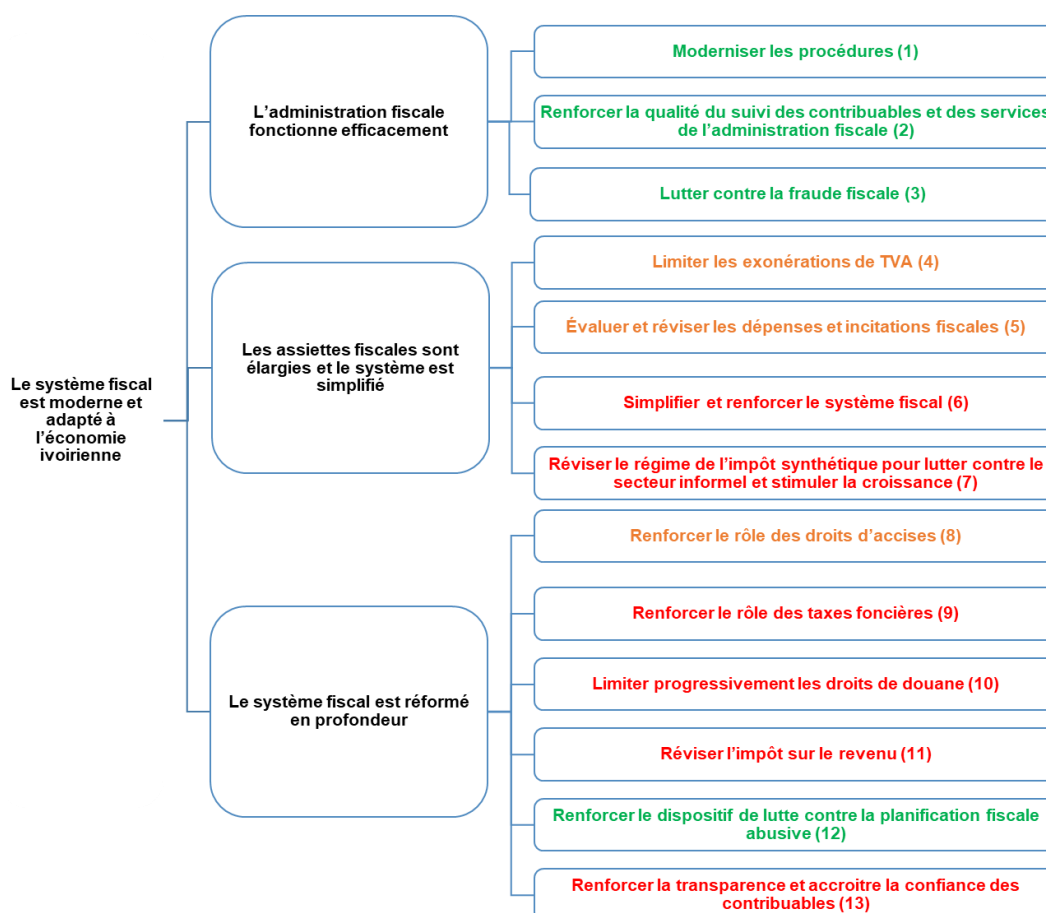 Le système fiscal
est moderne et
adapté à
l’économie
ivoirienne
L’administration fiscale
fonctionne efficacement
Moderniser les procédures (1)
Renforcer la qualité du suivi des contribuables et des services
de l’administration fiscale (2)
Lutter contre la fraude fiscale (3)
Les assiettes fiscales sont
élargies et le système est
simplifié
Limiter les exonérations de TVA (4)
Évaluer et réviser les dépenses et incitations fiscales (5)
Simplifier et renforcer le système fiscal (6)
Réviser le régime de l’impôt synthétique pour lutter contre le
secteur informel et stimuler la croissance (7)
Le système fiscal est réformé
en profondeur
Renforcer le rôle des droits d’accises (8)
Renforcer le rôle des taxes foncières (9)
Limiter progressivement les droits de douane (10)
Réviser l’impôt sur le revenu (11)
Renforcer le dispositif de lutte contre la planification fiscale
abusive (12)
Renforcer la transparence et accroitre la confiance des
contribuables (13)